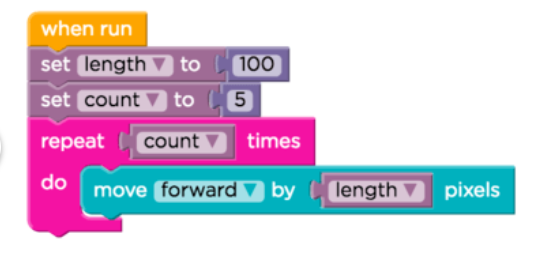 when run
set length to 100
set count to 5
repeat count times
do move forward by length pixels